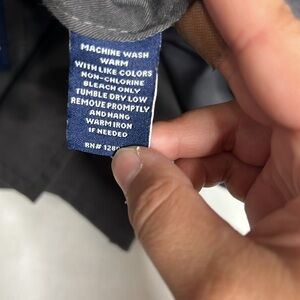 MACHINE WASH
WARM
WITH LIKE COLORS
NON-CHLORINE
BLEACH ONLY
TUMBLE DRY LOW
REMOVE PROMPTLY
AND HANG
WARM IRON
IF NEEDED
RN#